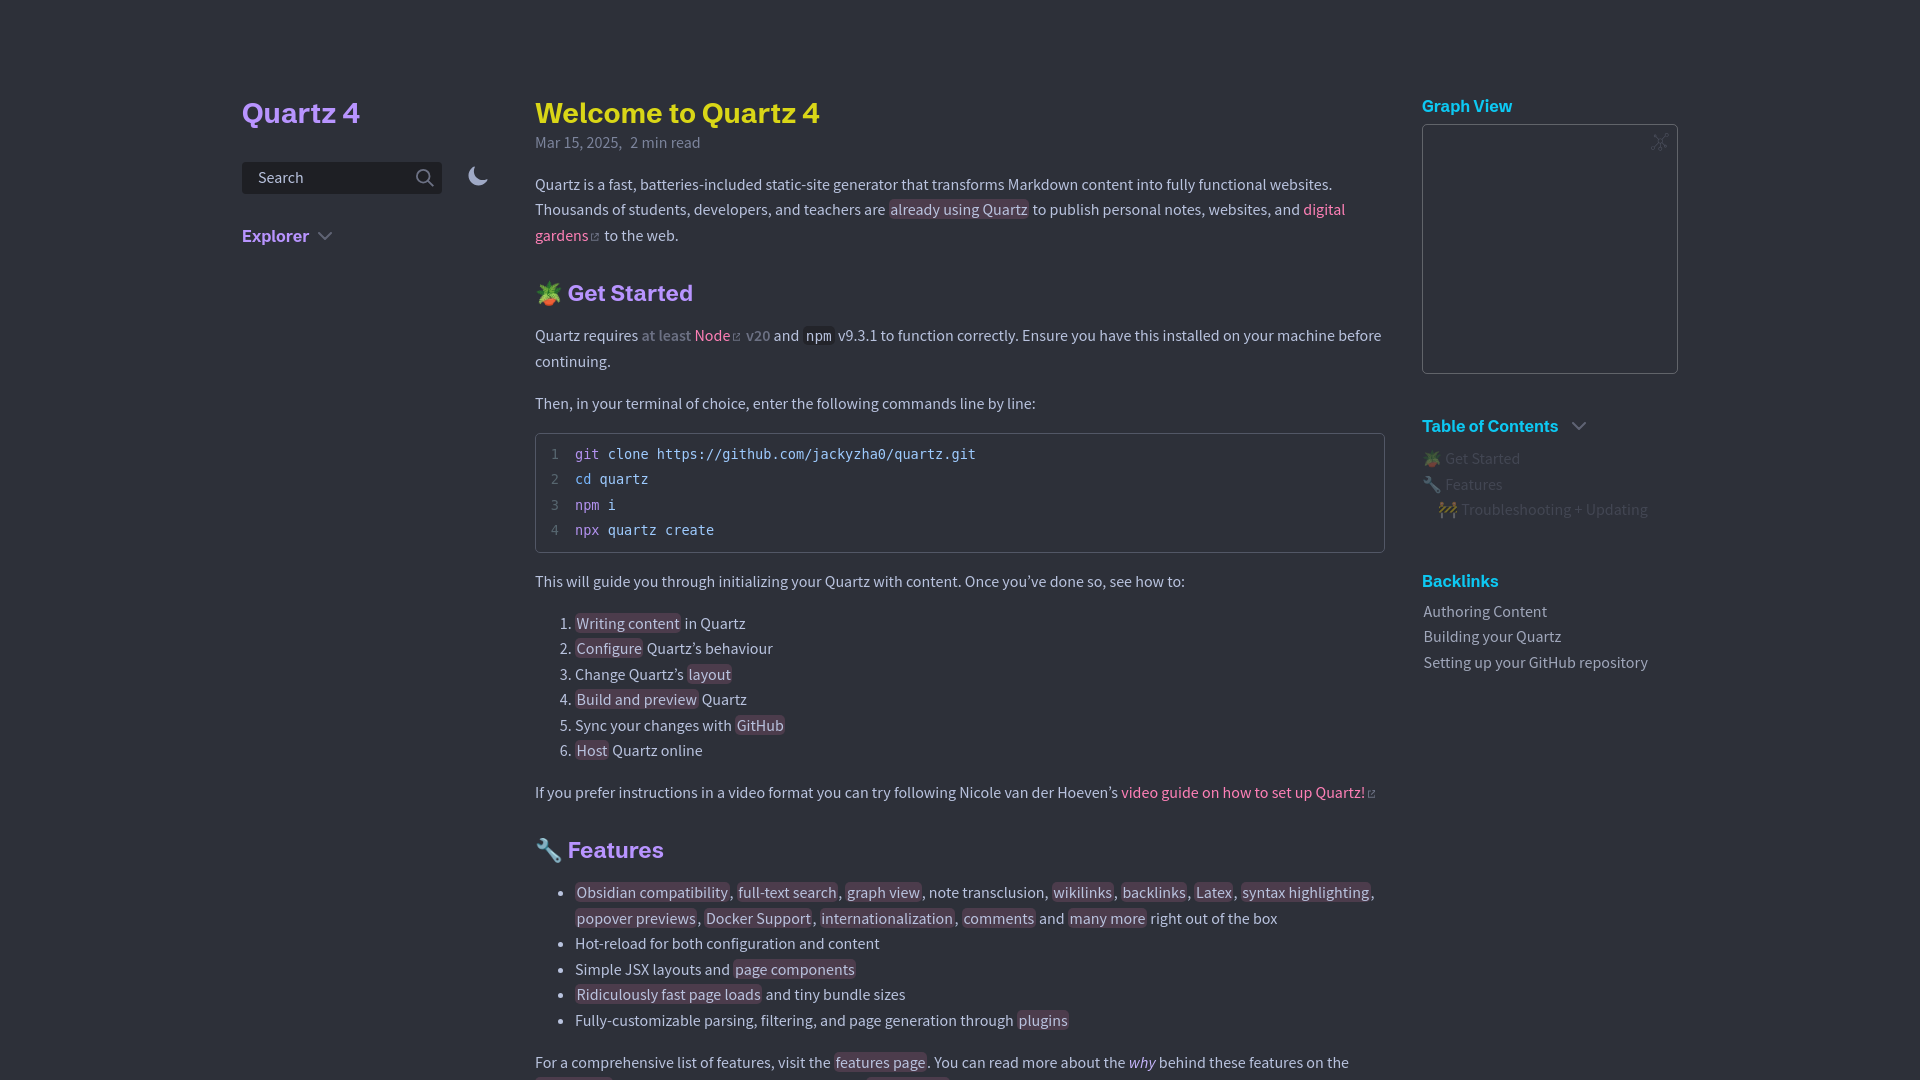 Quartz 4
Search
Explorer
Welcome to Quartz 4
Mar 15, 2025, 2 min read
Quartz is a fast, batteries-included static-site generator that transforms Markdown content into fully functional websites.
Thousands of students, developers, and teachers are already using Quartz to publish personal notes, websites, and digital
gardens to the web.
🪴 Get Started
Quartz requires at least Node v20 and npm v9.3.1 to function correctly. Ensure you have this installed on your machine before
continuing.
Then, in your terminal of choice, enter the following commands line by line:
1 git clone https://github.com/jackyzha0/quartz.git
2 cd quartz
3 npm i
4 npx quartz create
This will guide you through initializing your Quartz with content. Once you’ve done so, see how to:
1. Writing content in Quartz
2. Configure Quartz’s behaviour
3. Change Quartz’s layout
4. Build and preview Quartz
5. Sync your changes with GitHub
6. Host Quartz online
If you prefer instructions in a video format you can try following Nicole van der Hoeven’s video guide on how to set up Quartz!
🔧 Features
• Obsidian compatibility, full-text search, graph view, note transclusion, wikilinks, backlinks, Latex, syntax highlighting,
popover previews, Docker Support, internationalization, comments and many more right out of the box
• Hot-reload for both configuration and content
• Simple JSX layouts and page components
• Ridiculously fast page loads and tiny bundle sizes
• Fully-customizable parsing, filtering, and page generation through plugins
For a comprehensive list of features, visit the features page. You can read more about the why behind these features on the
Graph View
Table of Contents
🪴 Get Started
🔧 Features
🚧 Troubleshooting + Updating
Backlinks
Authoring Content
Building your Quartz
Setting up your GitHub repository